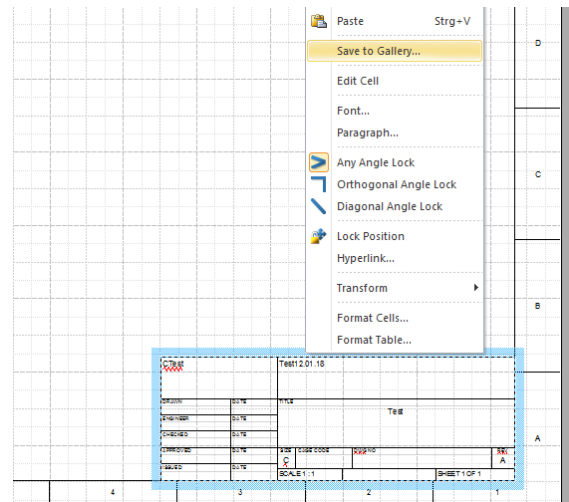 Paste Strg+V
Save to Gallery...
Edit Cell
Font...
Paragraph...
Any Angle Lock
Orthogonal Angle Lock
Diagonal Angle Lock
Lock Position
Hyperlink...
Transform
Format Cells...
Format Table...
D
C
B
A
CTest Test12.01.18
DRAWN DATE TITLE
Test
ENGINEER DATE
CHECKED DATE
APPROVED DATE SIZE CAGE CODE DWG NO REV
C A
ISSUED DATE SCALE 1:1 SHEET 1 OF 1
4 3 2 1